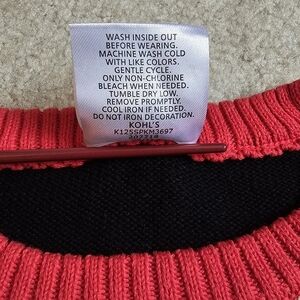 WASH INSIDE OUT
BEFORE WEARING.
MACHINE WASH COLD
WITH LIKE COLORS.
GENTLE CYCLE.
ONLY NON-CHLORINE
BLEACH WHEN NEEDED.
TUMBLE DRY LOW.
REMOVE PROMPTLY.
COOL IRON IF NEEDED.
DO NOT IRON DECORATION.
KOHL'S
K125SPKM3697